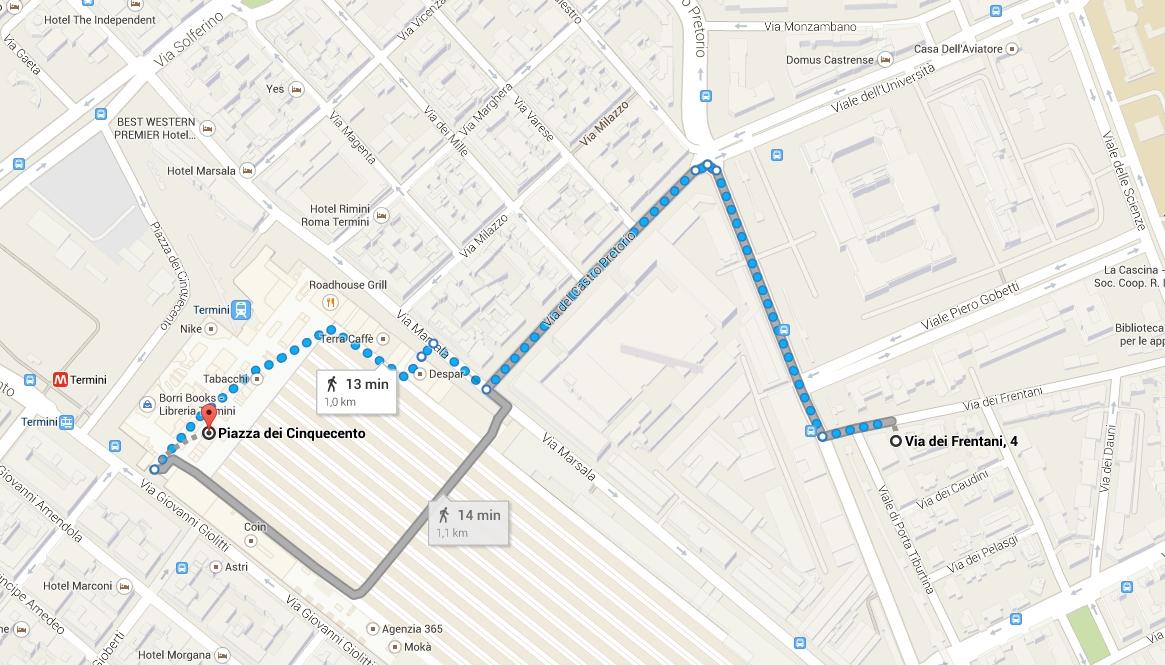 Hotel The Independent
Via Solferino
Via Gaeta
Via Vicenza
Pretorio
Via Monzambano
Casa Dell'Aviatore
Domus Castrense
Viale dell'Università
Viale delle Scienze
Yes
Via Marghera
Via Varese
Via Milazzo
Via dei Mille
Via Magenta
BEST WESTERN
PREMIER Hotel...
Hotel Marsala
Hotel Rimini
Roma Termini
Via Milazzo
Via del Castro Pretorio
Piazza dei Cinquecento
La Cascina -
Soc. Coop. R. L
Viale Piero Gobetti
Roadhouse Grill
Termini
Nike
Via Marsala
Terra Caffè
Biblioteca
per le app
Termini
Tabacchi
Despar
13 min
1,0 km
Borri Books
Libreria Termini
Via dei Frentani
Termini
Piazza dei Cinquecento
Via dei Frentani, 4
Via Marsala
Via dei Dauni
Via dei Caudini
Viale di Porta Tiburtina
Giovanni Amendola
Via Giovanni Giolitti
14 min
1,1 km
Coin
Via dei Pelasgi
Astri
Hotel Marconi
Principe Amedeo
Via Giovanni Giolitti
Agenzia 365
Mokà
Gioberti
Hotel Morgana